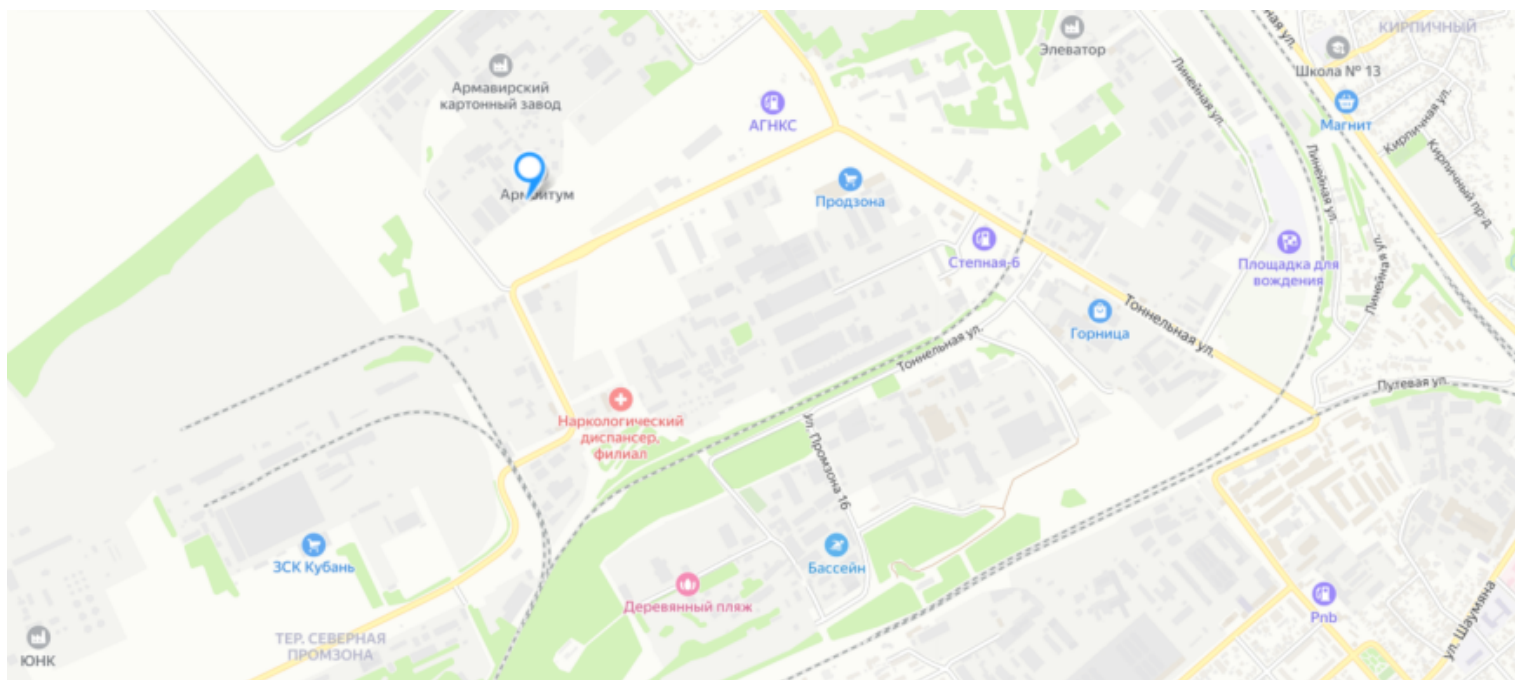 КИРПИЧНЫЙ
Элеватор
Линейная ул.
Школа № 13
Армавирский
картонный завод
АГНКС
Магнит
Кирпичная ул.
Кирпичный пр-д
Линейная ул.
Продзона
Степная-6
Площадка для
вождения
Линейная ул.
Тоннельная ул.
Горница
Тоннельная ул.
Путевая ул.
Наркологический
диспансер,
филиал
ул. Промзона 16
ЗСК Кубань
Бассейн
Деревянный пляж
Pnb
ул. Шаумяна
ТЕР. СЕВЕРНАЯ
ПРОМЗОНА
ЮНК